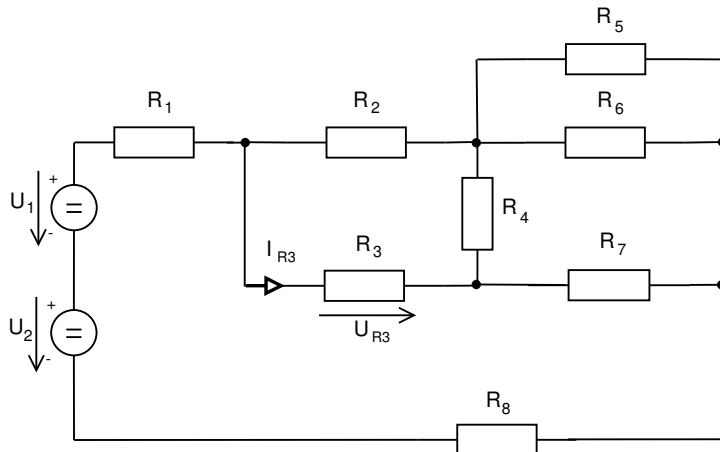 R5
R1
R2
R6
+
U1
=
-
R4
IR3
R3
R7
+
U2
=
-
UR3
R8